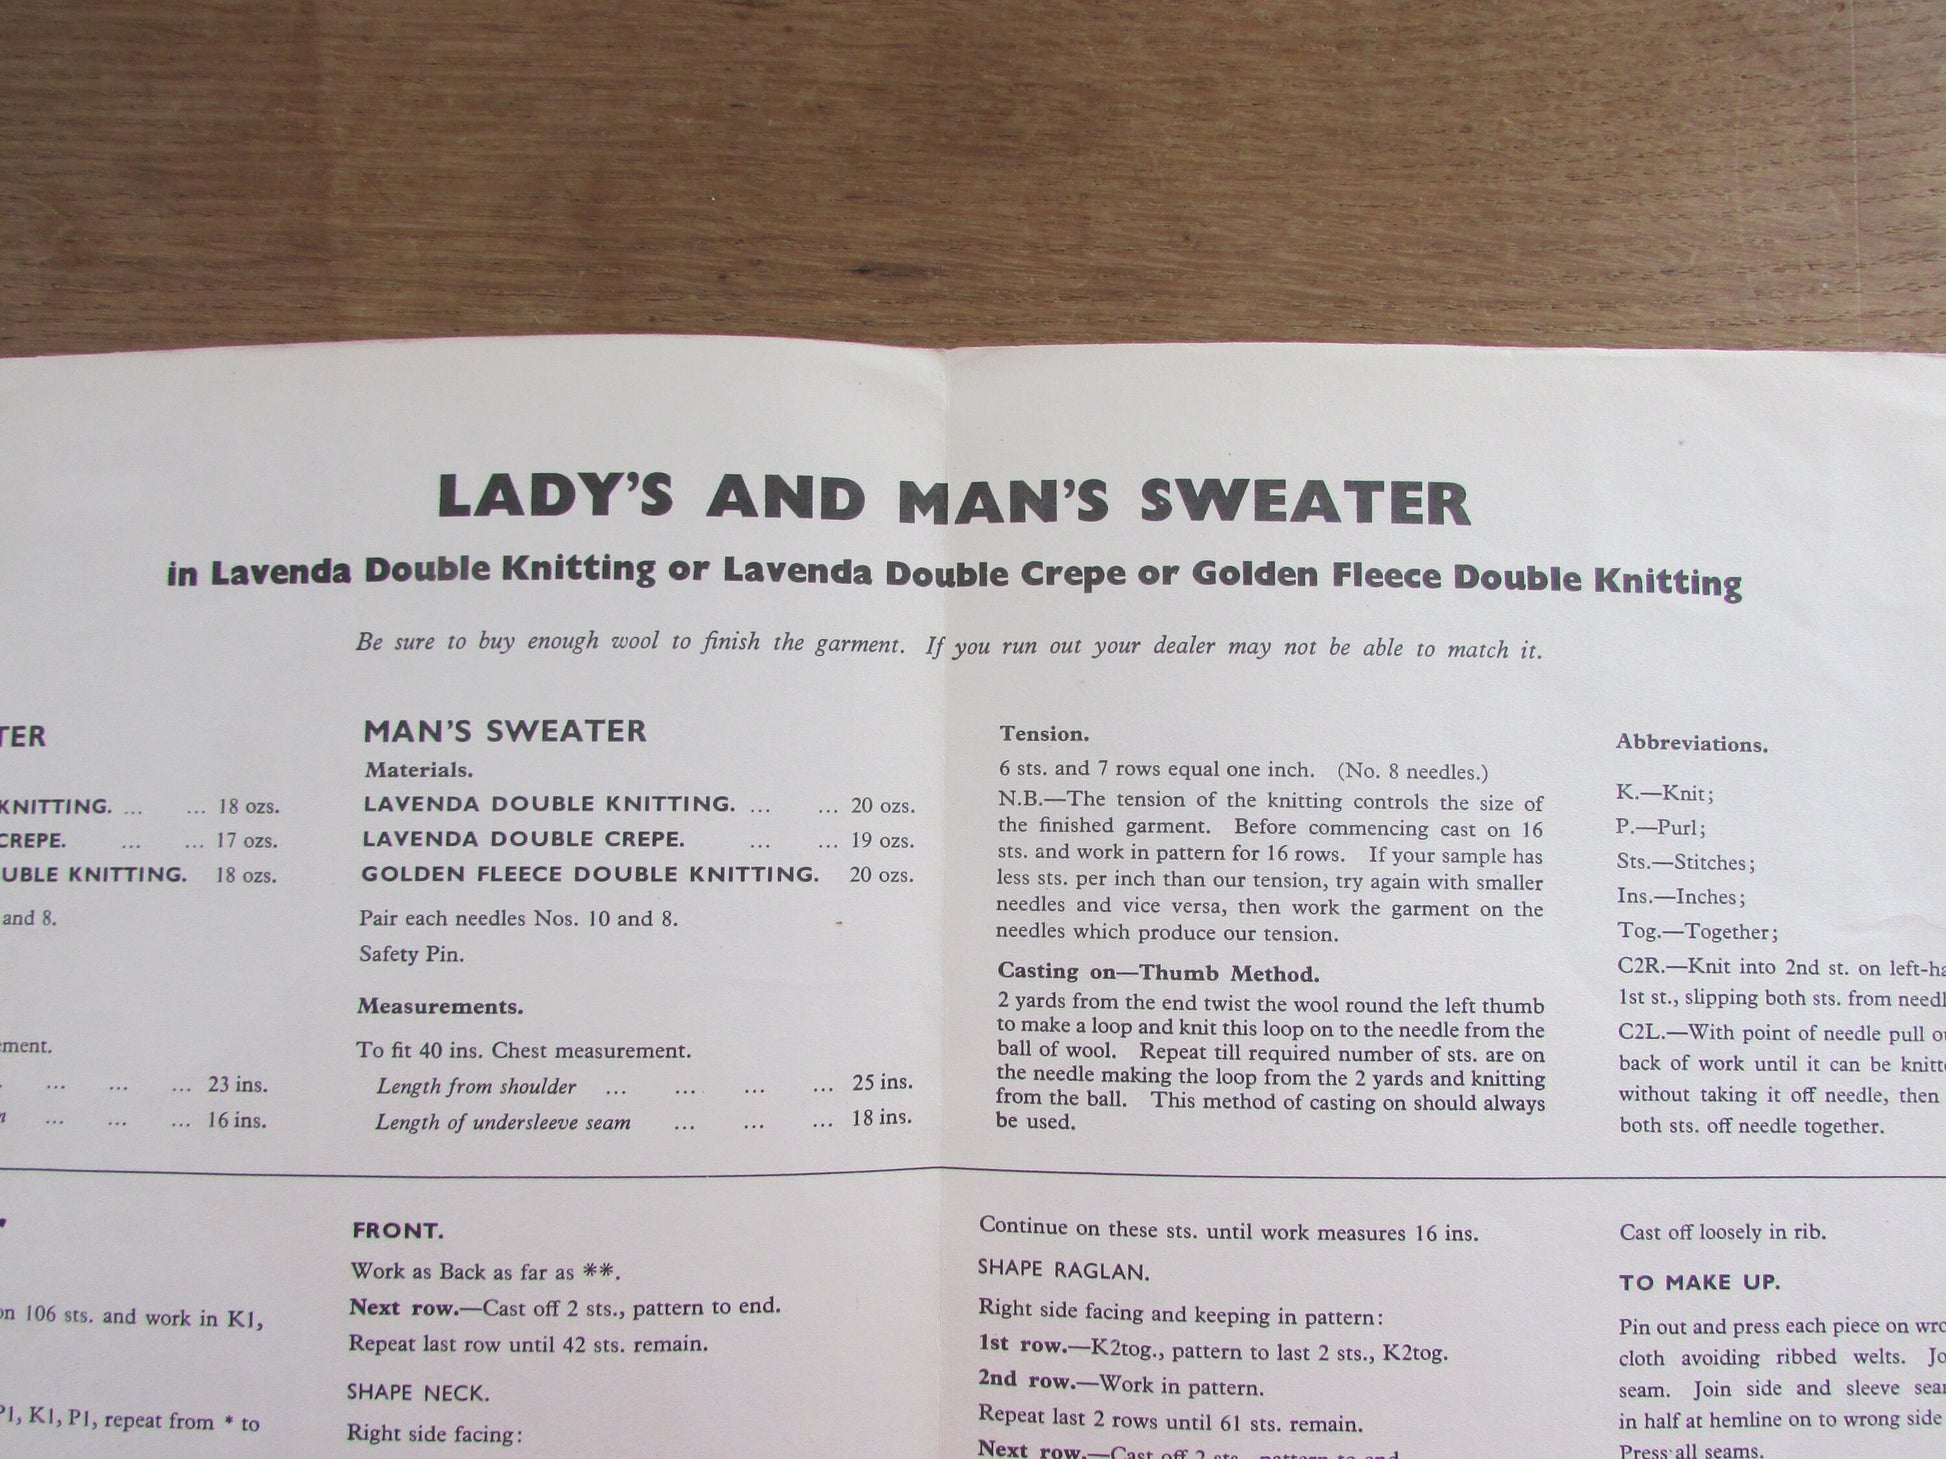 LADY'S AND MAN'S SWEATER
in Lavenda Double Knitting or Lavenda Double Crepe or Golden Fleece Double Knitting
Be sure to buy enough wool to finish the garment. If you run out your dealer may not be able to match it.
KNITTING. ... ... 18 ozs.
CREPE. ... ... 17 ozs.
KNITTING. 18 ozs.
and 8.
... ... ... 23 ins.
... ... ... 16 ins.
MAN'S SWEATER
Materials.
LAVENDA DOUBLE KNITTING. ... ... 20 ozs.
LAVENDA DOUBLE CREPE. ... ... 19 ozs.
GOLDEN FLEECE DOUBLE KNITTING. 20 ozs.
Pair each needles Nos. 10 and 8.
Safety Pin.
Measurements.
To fit 40 ins. Chest measurement.
Length from shoulder ... ... ... ... 25 ins.
Length of undersleeve seam ... ... ... 18 ins.
Tension.
6 sts. and 7 rows equal one inch. (No. 8 needles.)
N.B.—The tension of the knitting controls the size of
the finished garment. Before commencing cast on 16
sts. and work in pattern for 16 rows. If your sample has
less sts. per inch than our tension, try again with smaller
needles and vice versa, then work the garment on the
needles which produce our tension.
Casting on—Thumb Method.
2 yards from the end twist the wool round the left thumb
to make a loop and knit this loop on to the needle from the
ball of wool. Repeat till required number of sts. are on
the needle making the loop from the 2 yards and knitting
from the ball. This method of casting on should always
be used.
Abbreviations.
K.—Knit;
P.—Purl;
Sts.—Stitches;
Ins.—Inches;
Tog.—Together;
C2R.—Knit into 2nd st. on
1st st., slipping both sts. from
C2L.—With point of needle pull
back of work until it can be
without taking it off needle, then
both sts. off needle together.
106 sts. and work in K1,
P1, K1, P1, repeat from * to
FRONT.
Work as Back as far as **.
Next row.—Cast off 2 sts., pattern to end.
Repeat last row until 42 sts. remain.
SHAPE NECK.
Right side facing:
Continue on these sts. until work measures 16 ins.
SHAPE RAGLAN.
Right side facing and keeping in pattern:
1st row.—K2tog., pattern to last 2 sts., K2tog.
2nd row.—Work in pattern.
Repeat last 2 rows until 61 sts. remain.
Next row.—Cast off 2 sts., pattern to end.
Cast off loosely in rib.
TO MAKE UP.
Pin out and press each piece on
cloth avoiding ribbed welts.
seam. Join side and sleeve
in half at hemline on to wrong side
Press all seams.